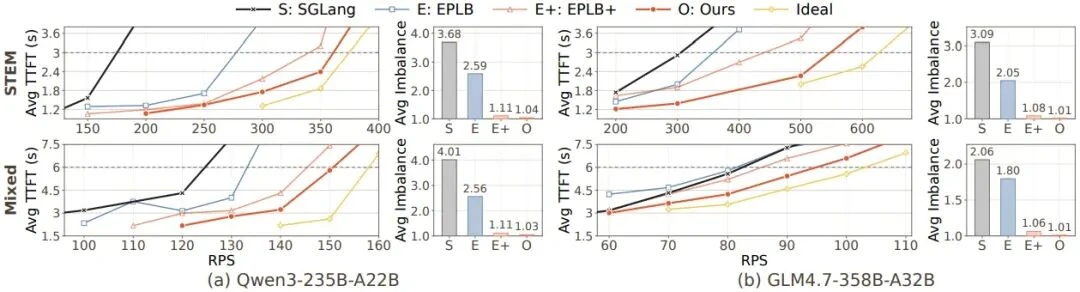 S: SGLang E: EPLB E+: EPLB+ O: Ours Ideal
STEM
Avg TTFT (s)
3.6
3
2.4
1.8
1.2
150 200 250 300 350 400
Avg Imbalance
4.0
3.0
2.0
1.0
3.68
2.59
1.11
1.04
S E E+ O
Avg TTFT (s)
3.6
3
2.4
1.8
1.2
200 300 400 500 600
Avg Imbalance
3.0
2.0
1.0
3.09
2.05
1.08
1.01
S E E+ O
Mixed
Avg TTFT (s)
7.5
6
4.5
3
1.5
100 110 120 130 140 150 160
RPS
Avg Imbalance
4.0
3.0
2.0
1.0
4.01
2.56
1.11
1.03
S E E+ O
Avg TTFT (s)
7.5
6
4.5
3
1.5
60 70 80 90 100 110
RPS
Avg Imbalance
2.0
1.5
1.0
2.06
1.80
1.06
1.01
S E E+ O
(a) Qwen3-235B-A22B
(b) GLM4.7-358B-A32B